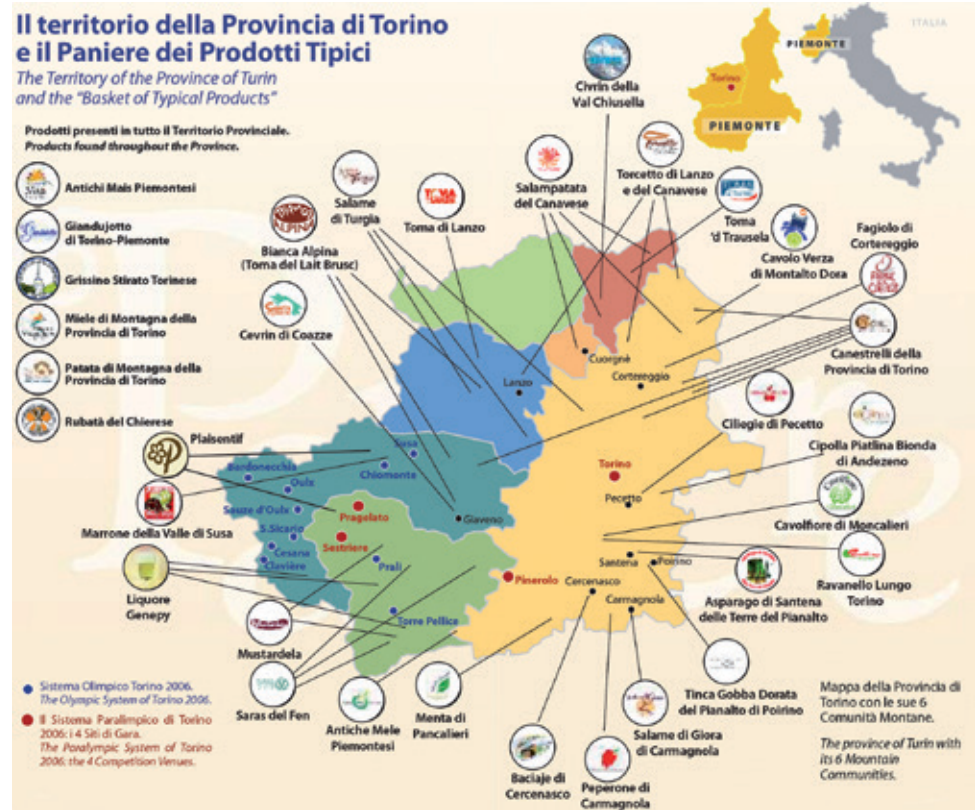 Il territorio della Provincia di Torino
e il Paniere dei Prodotti Tipici
The Territory of the Province of Turin
and the "Basket of Typical Products"
ITALIA
PIEMONTE
Torino
PIEMONTE
Prodotti presenti in tutto il Territorio Provinciale.
Products found throughout the Province.
Antichi Mais Piemontesi
Giandujotto
di Torino-Piemonte
Grissino Stirato Torinese
Miele di Montagna della
Provincia di Torino
Patata di Montagna della
Provincia di Torino
Rubatà del Chierese
Civrin della
Val Chiusella
Salame
di Turgia
Toma di Lanzo
Salampatata
del Canavese
Torcetto di Lanzo
e del Canavese
Toma
'd Trausela
Bianca Alpina
(Toma del Lait Brusc)
Cavolo Verza
di Montalto Dora
Fagiolo di
Cortereggio
Cevrin di Coazze
Canestrelli della
Provincia di Torino
Cuorgnè
Cortereggio
Lanzo
Ciliegie di Pecetto
Cipolla Piatlina Bionda
di Andezeno
Plaisentif
Susa
Bardonecchia
Chiomonte
Oulx
Torino
Pecetto
Marrone della Valle di Susa
Sauze d'Oulx
Pragelato
Giaveno
Cavolfiore di Moncalieri
S.Sicario
Sestriere
Cesana
Clavière
Prali
Pinerolo
Santena
Poirino
Cercenasco
Carmagnola
Ravanello Lungo
Torino
Liquore
Genepy
Torre Pellice
Asparago di Santena
delle Terre del Pianalto
Mustardela
Saras del Fen
Antiche Mele
Piemontesi
Menta di
Pancalieri
Tinca Gobba Dorata
del Pianalto di Poirino
Salame di Giora
di Carmagnola
Baciaje di
Cercenasco
Peperone di
Carmagnola
Sistema Olimpico Torino 2006.
The Olympic System of Torino 2006.
Il Sistema Paralimpico di Torino
2006: i 4 Siti di Gara.
The Paralympic System of Torino
2006: the 4 Competition Venues.
Mappa della Provincia di
Torino con le sue 6
Comunità Montane.
The province of Turin with
its 6 Mountain
Communities.